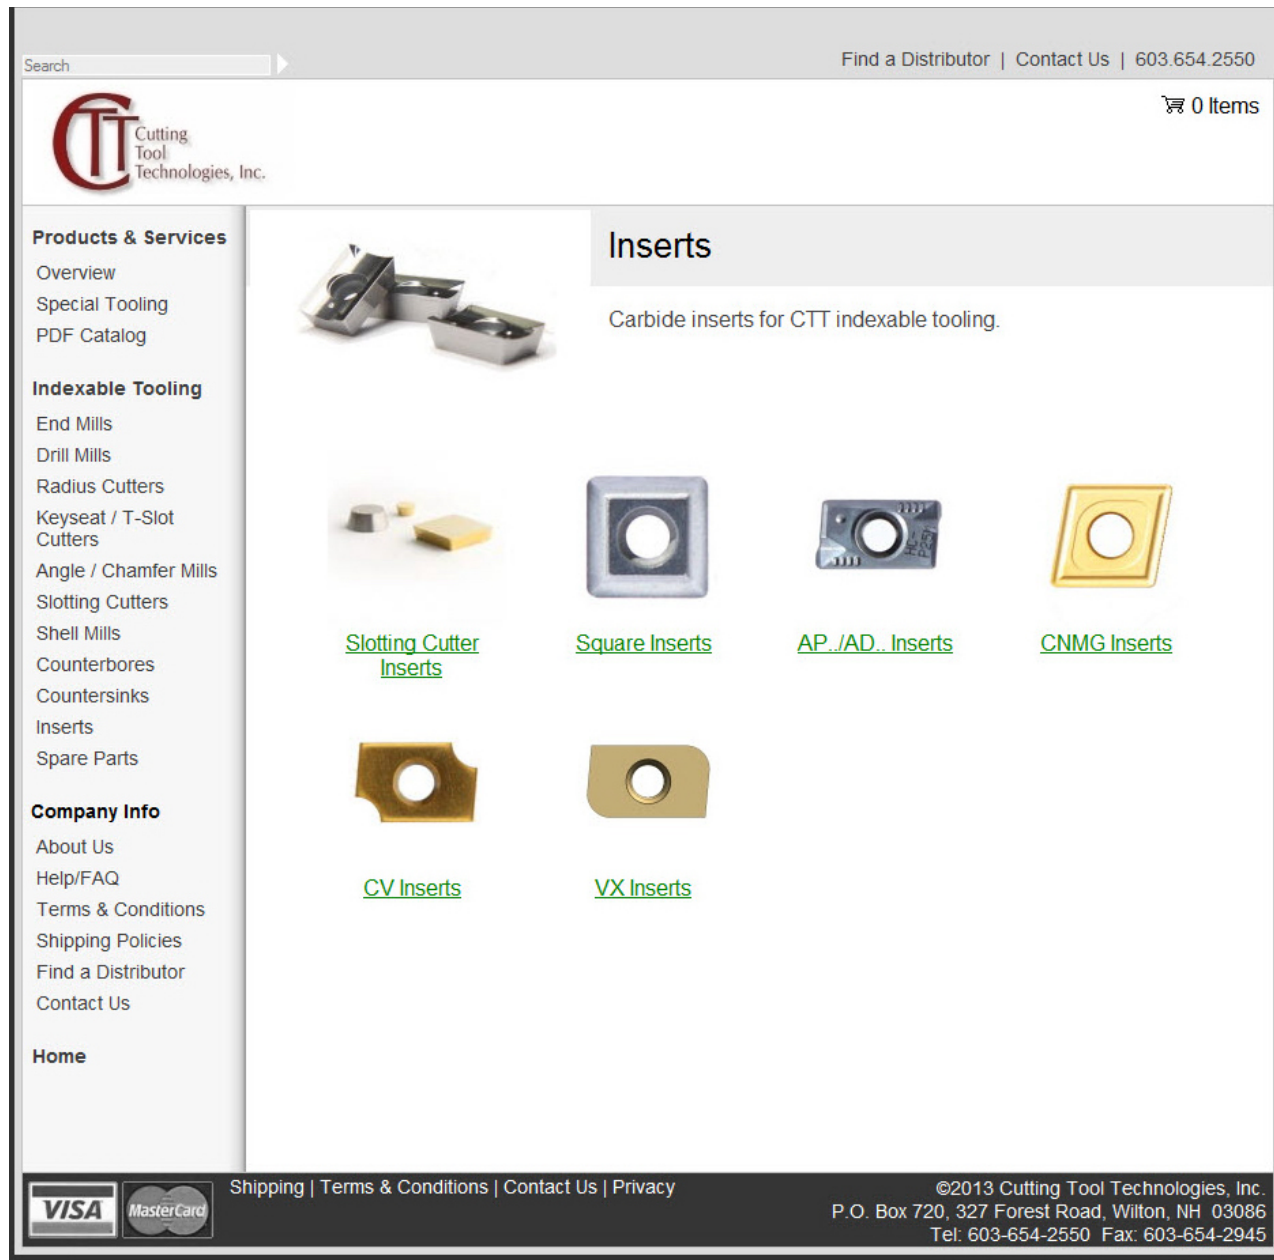 Search
Find a Distributor | Contact Us | 603.654.2550
0 Items
CTT
Cutting
Tool
Technologies, Inc.
Products & Services
Overview
Special Tooling
PDF Catalog
Indexable Tooling
End Mills
Drill Mills
Radius Cutters
Keyseat / T-Slot
Cutters
Angle / Chamfer Mills
Slotting Cutters
Shell Mills
Counterbores
Countersinks
Inserts
Spare Parts
Company Info
About Us
Help/FAQ
Terms & Conditions
Shipping Policies
Find a Distributor
Contact Us
Home
Inserts
Carbide inserts for CTT indexable tooling.
HC-
P25
Slotting Cutter
Inserts
Square Inserts
AP../AD.. Inserts
CNMG Inserts
CV Inserts
VX Inserts
VISA
MasterCard
Shipping | Terms & Conditions | Contact Us | Privacy
©2013 Cutting Tool Technologies, Inc.
P.O. Box 720, 327 Forest Road, Wilton, NH 03086
Tel: 603-654-2550 Fax: 603-654-2945